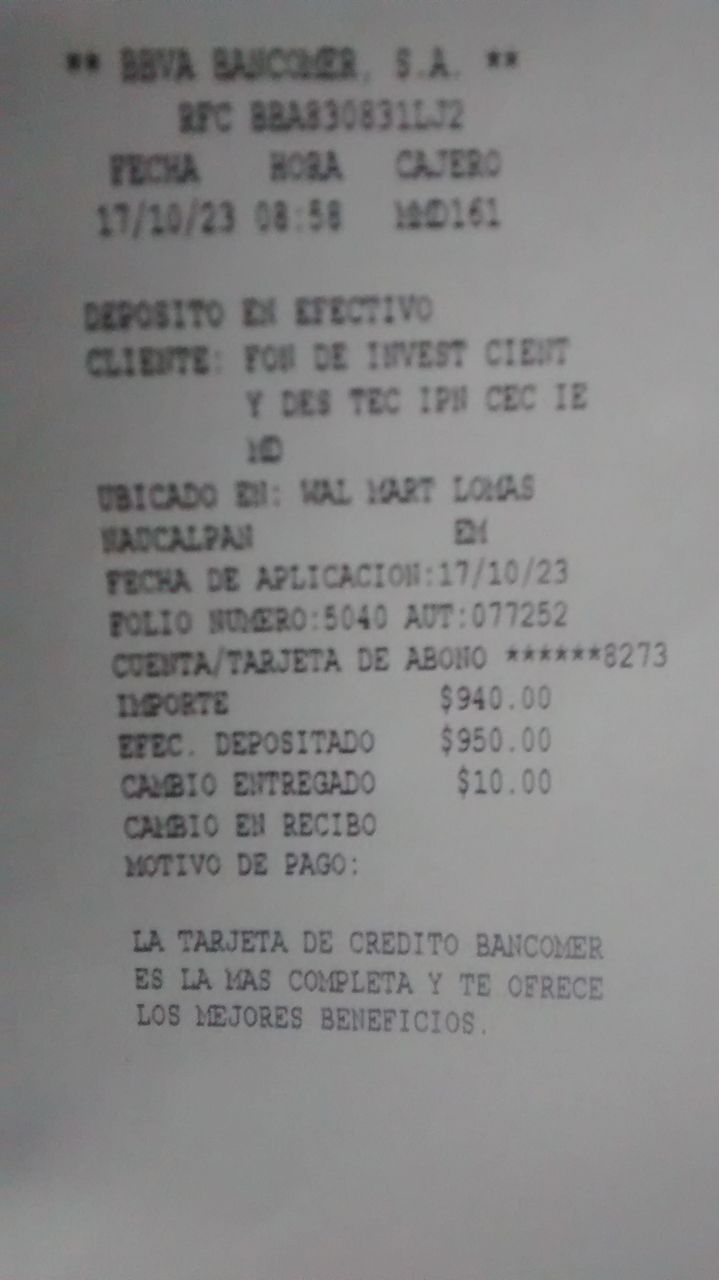 ** BBVA BANCOMER, S.A. **
RFC BBA830831LJ2
FECHA HORA CAJERO
17/10/23 08:58 MMD161
DEPOSITO EN EFECTIVO
CLIENTE: FON DE INVEST CIENT
Y DES TEC IPN CEC IE
MD
UBICADO EN: WAL MART LOMAS
NAUCALPAN EM
FECHA DE APLICACION:17/10/23
FOLIO NUMERO:5040 AUT:077252
CUENTA/TARJETA DE ABONO ******8273
IMPORTE $940.00
EFEC. DEPOSITADO $950.00
CAMBIO ENTREGADO $10.00
CAMBIO EN RECIBO
MOTIVO DE PAGO:
LA TARJETA DE CREDITO BANCOMER
ES LA MAS COMPLETA Y TE OFRECE
LOS MEJORES BENEFICIOS.